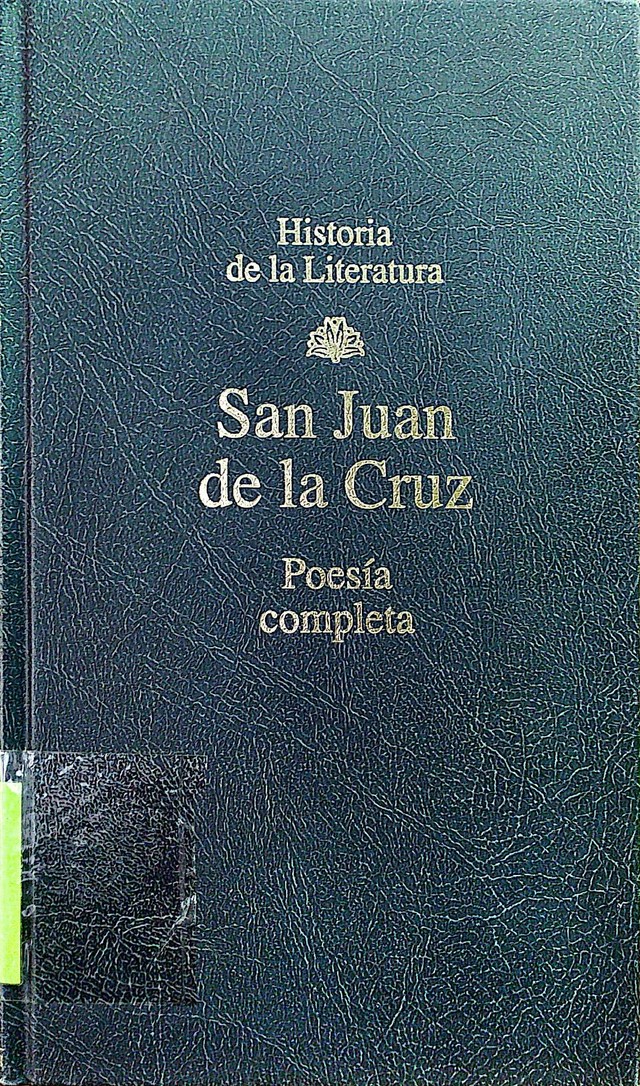 Historia
de la Literatura
San Juan
de la Cruz
Poesía
completa